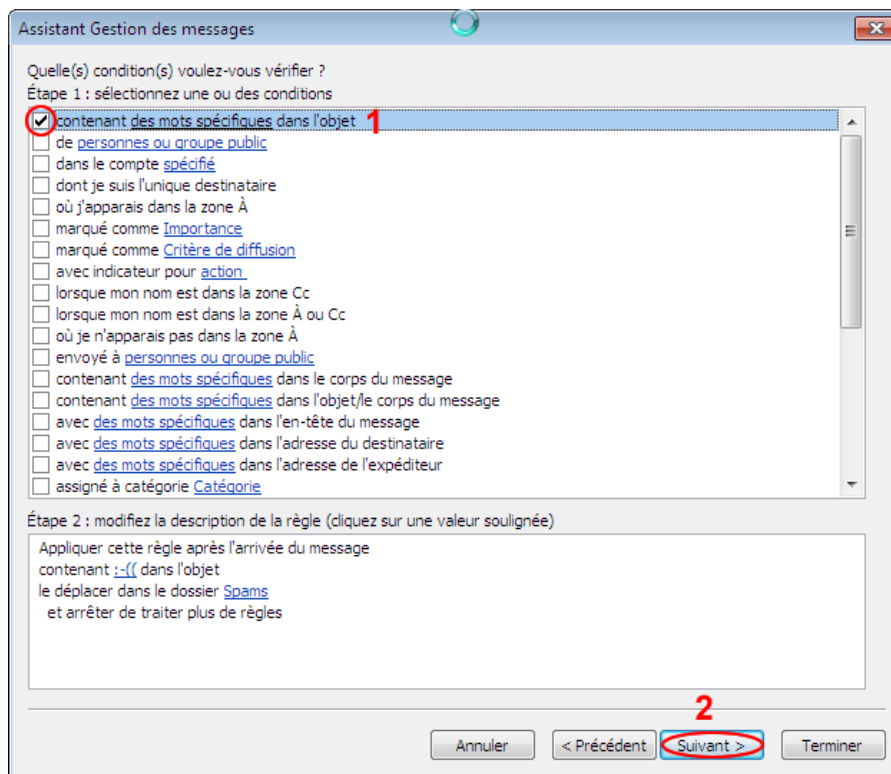 Assistant Gestion des messages
Quelle(s) condition(s) voulez-vous vérifier ?
Étape 1 : sélectionnez une ou des conditions
contenant des mots spécifiques dans l'objet 1
de personnes ou groupe public
dans le compte spécifié
dont je suis l'unique destinataire
où j'apparais dans la zone À
marqué comme Importance
marqué comme Critère de diffusion
avec indicateur pour action
lorsque mon nom est dans la zone Cc
lorsque mon nom est dans la zone À ou Cc
où je n'apparais pas dans la zone À
envoyé à personnes ou groupe public
contenant des mots spécifiques dans le corps du message
contenant des mots spécifiques dans l'objet/le corps du message
avec des mots spécifiques dans l'en-tête du message
avec des mots spécifiques dans l'adresse du destinataire
avec des mots spécifiques dans l'adresse de l'expéditeur
assigné à catégorie Catégorie
Étape 2 : modifiez la description de la règle (cliquez sur une valeur soulignée)
Appliquer cette règle après l'arrivée du message
contenant :-(( dans l'objet
le déplacer dans le dossier Spams
et arrêter de traiter plus de règles
2
Annuler < Précédent Suivant > Terminer